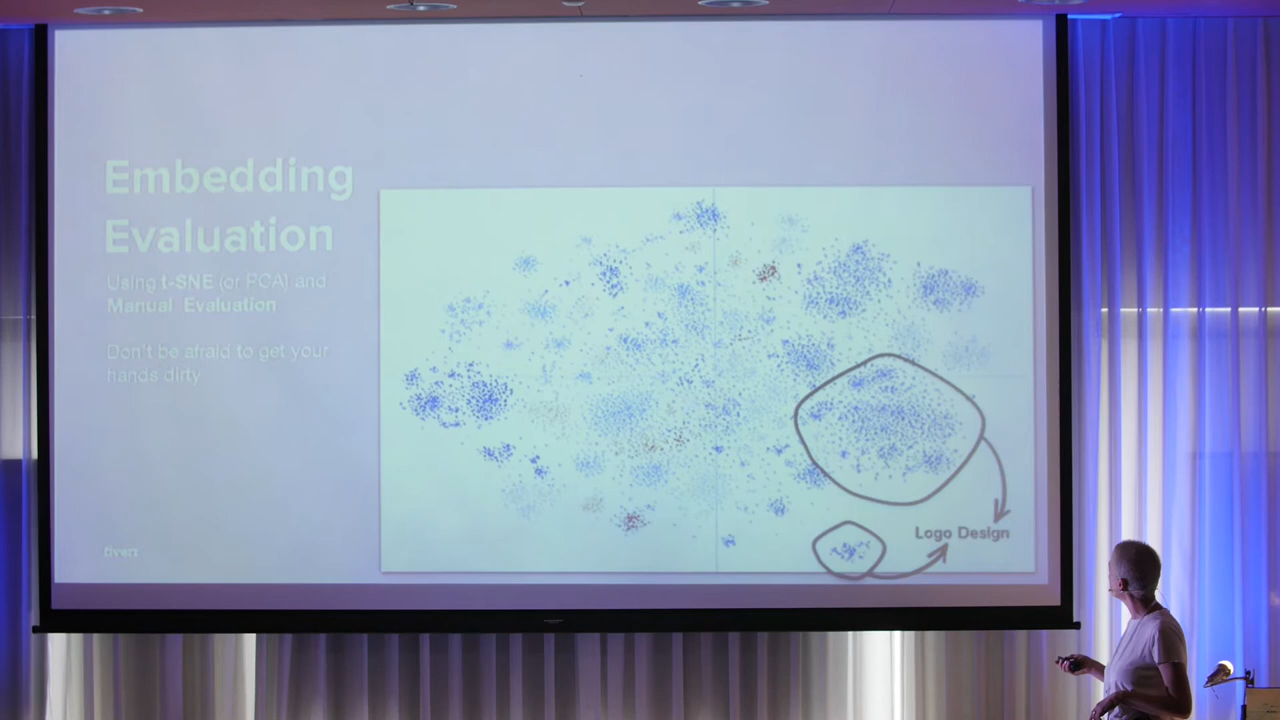 Embedding
Evaluation
Using t-SNE (or PCA) and
Manual Evaluation
Don't be afraid to get your
hands dirty
Logo Design
fiverr